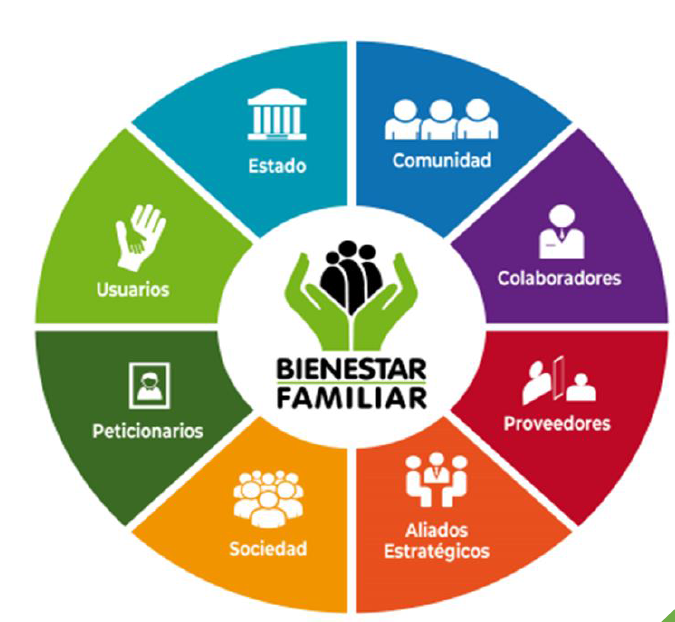 Estado
Comunidad
Usuarios
Colaboradores
BIENESTAR
FAMILIAR
Peticionarios
Proveedores
Sociedad
Aliados
Estratégicos